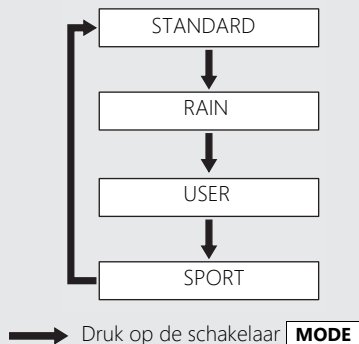 STANDARD
RAIN
USER
SPORT
Druk op de schakelaar MODE